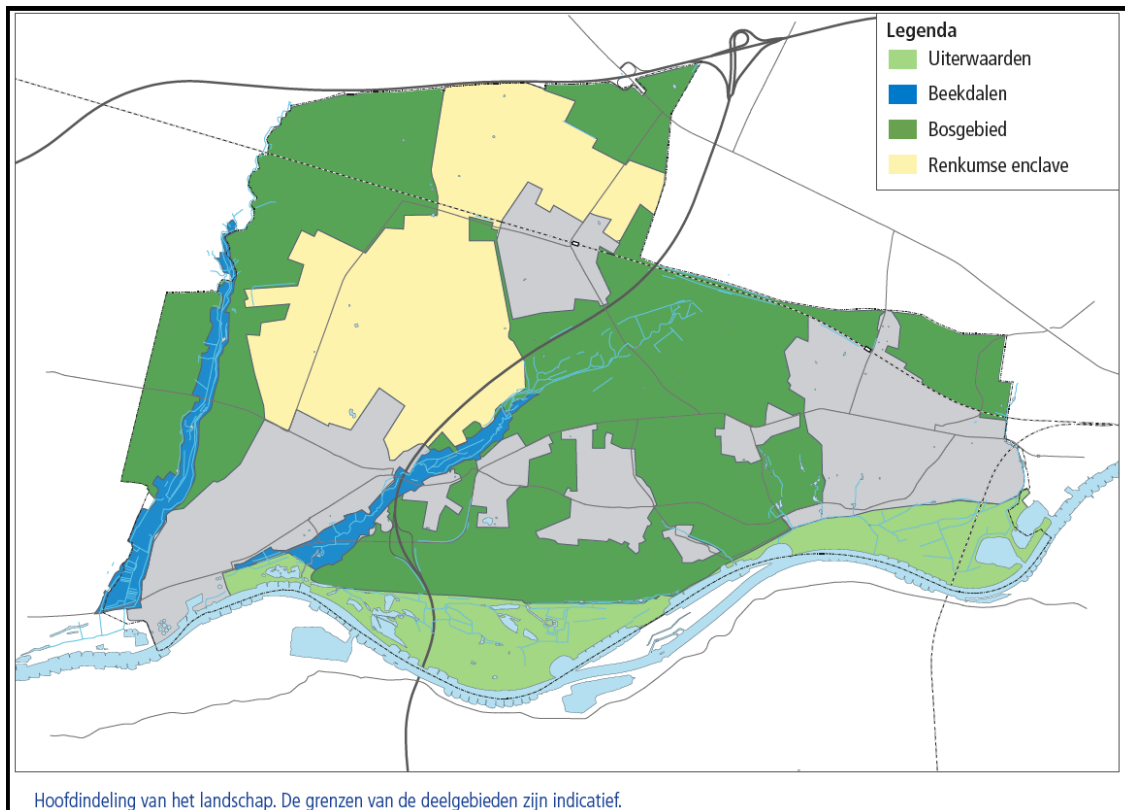 Legenda
Uiterwaarden
Beekdalen
Bosgebied
Renkumse enclave
Hoofdindeling van het landschap. De grenzen van de deelgebieden zijn indicatief.